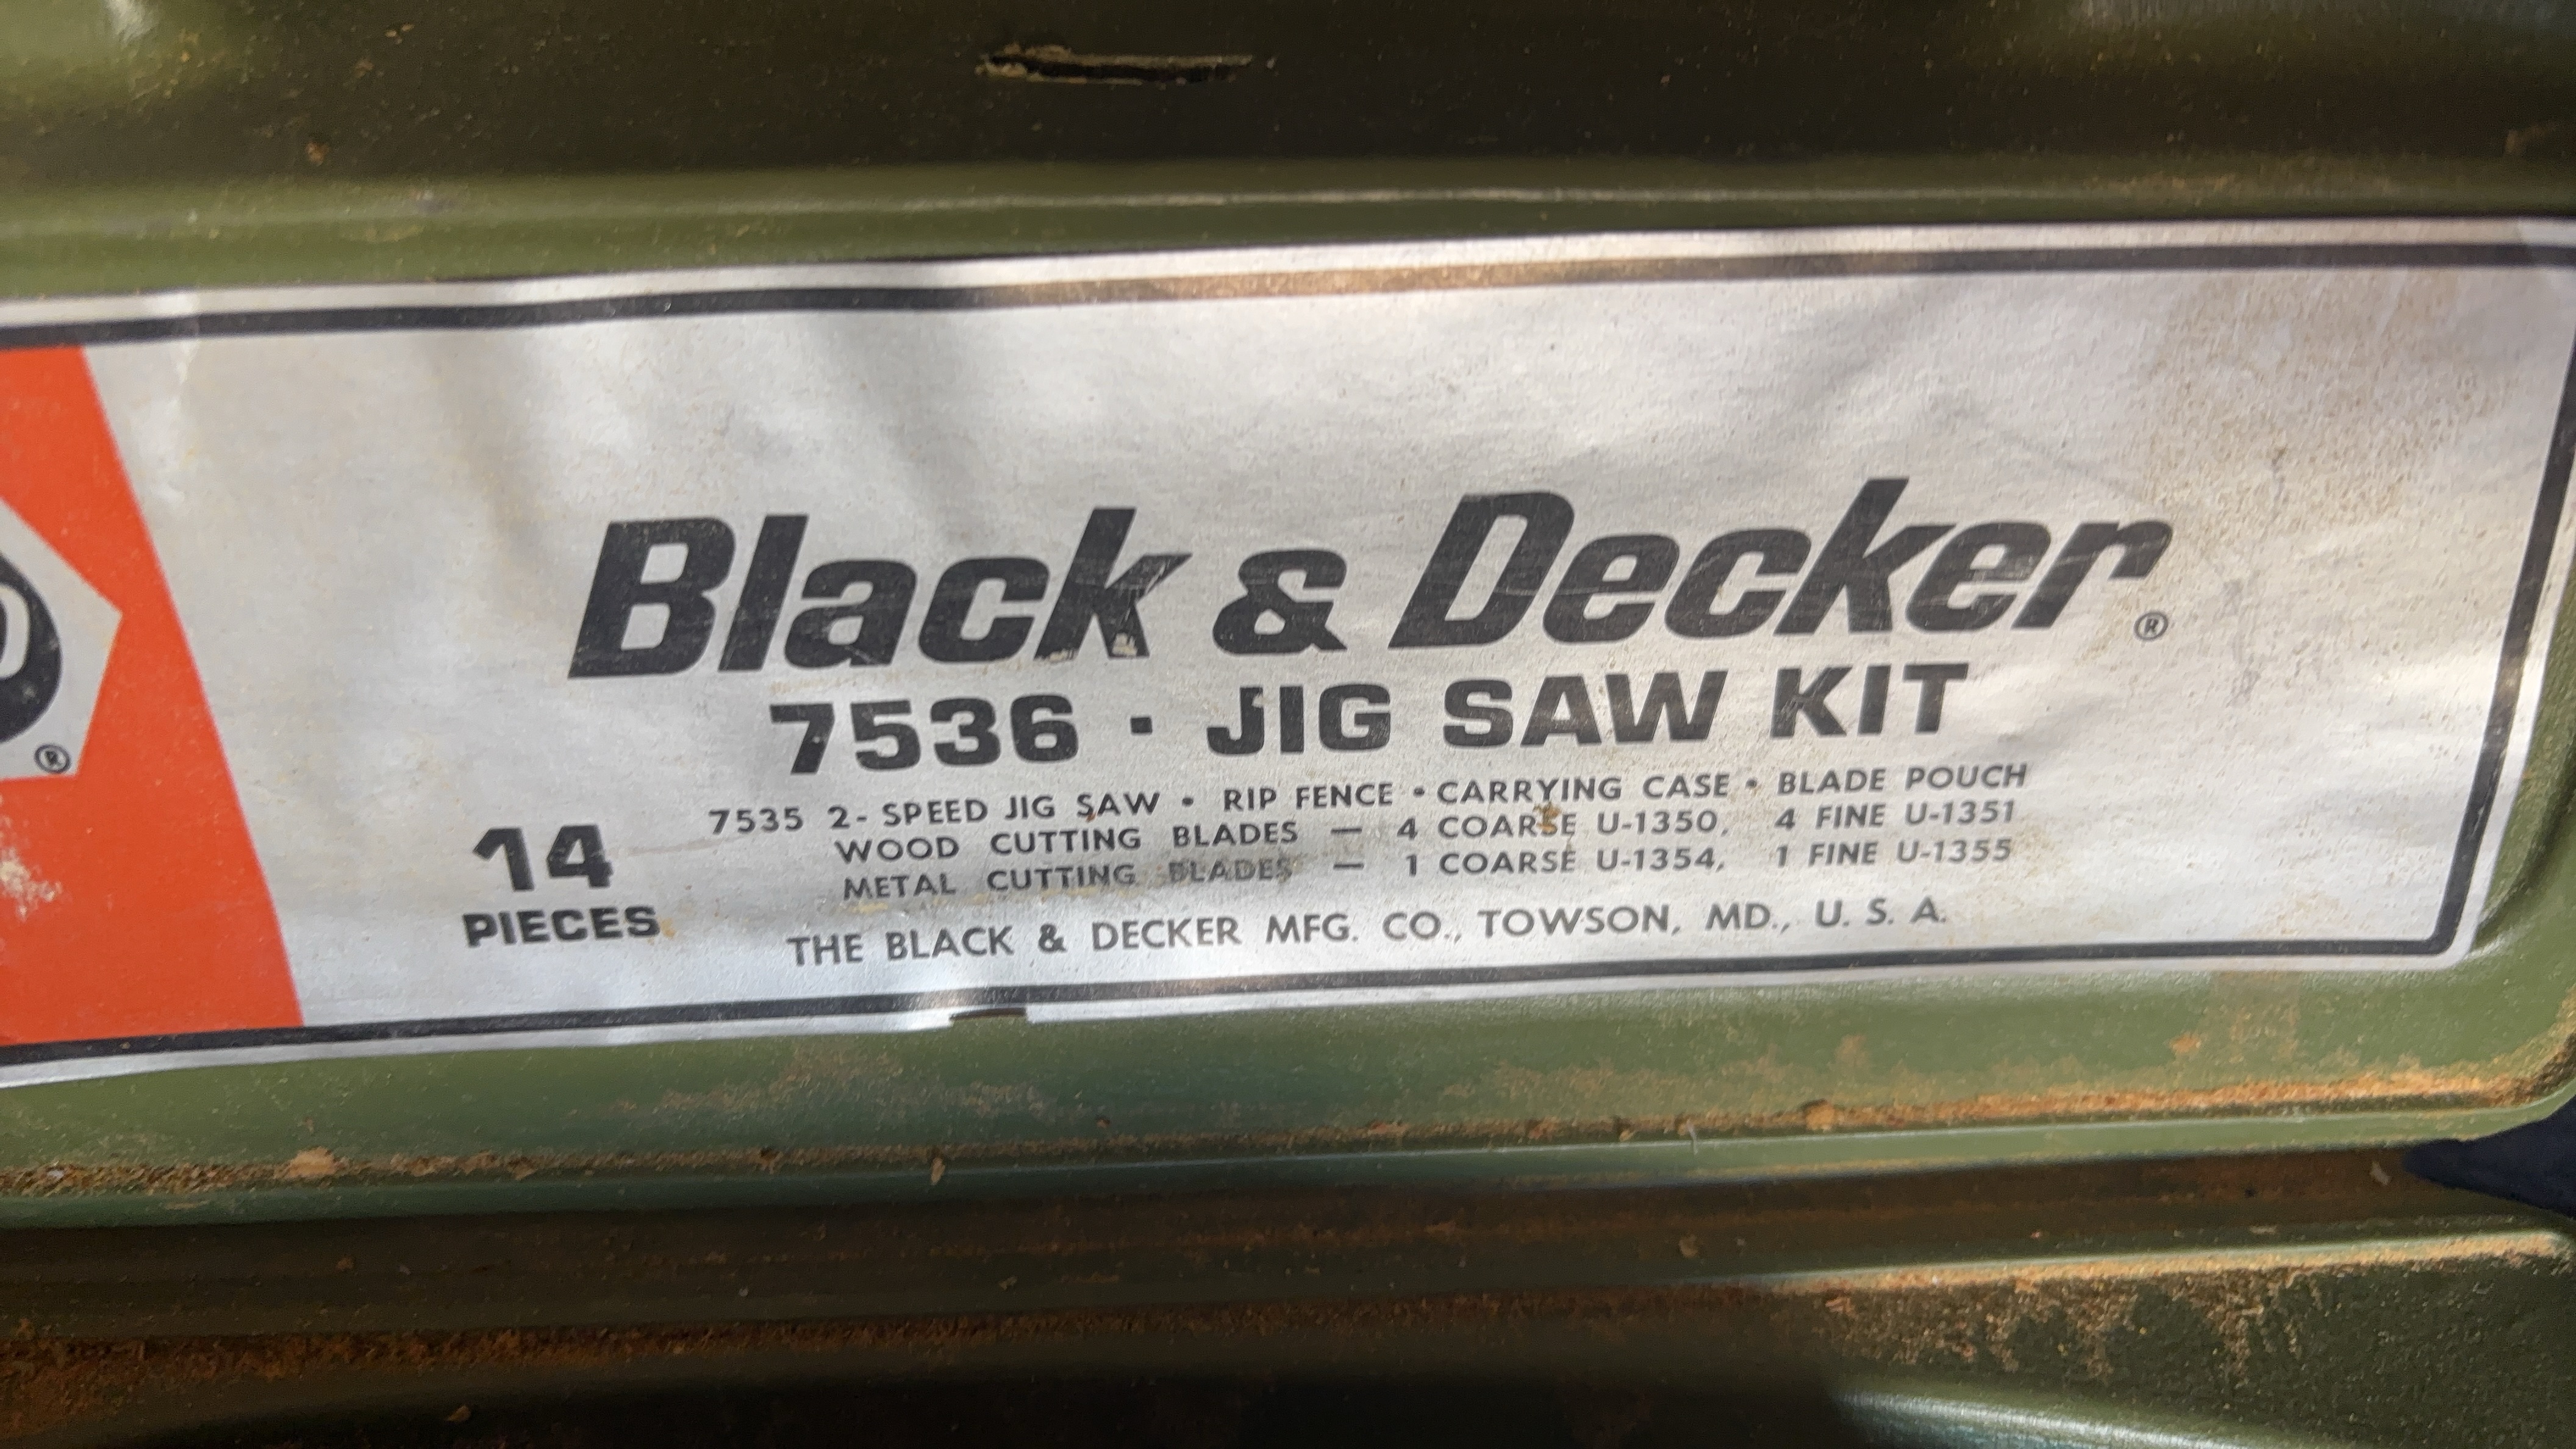 Black & Decker®
7536 · JIG SAW KIT
7535 2- SPEED JIG SAW • RIP FENCE • CARRYING CASE • BLADE POUCH
WOOD CUTTING BLADES — 4 COARSE U-1350, 4 FINE U-1351
METAL CUTTING BLADES — 1 COARSE U-1354, 1 FINE U-1355
14
PIECES
THE BLACK & DECKER MFG. CO., TOWSON, MD., U. S. A.
®